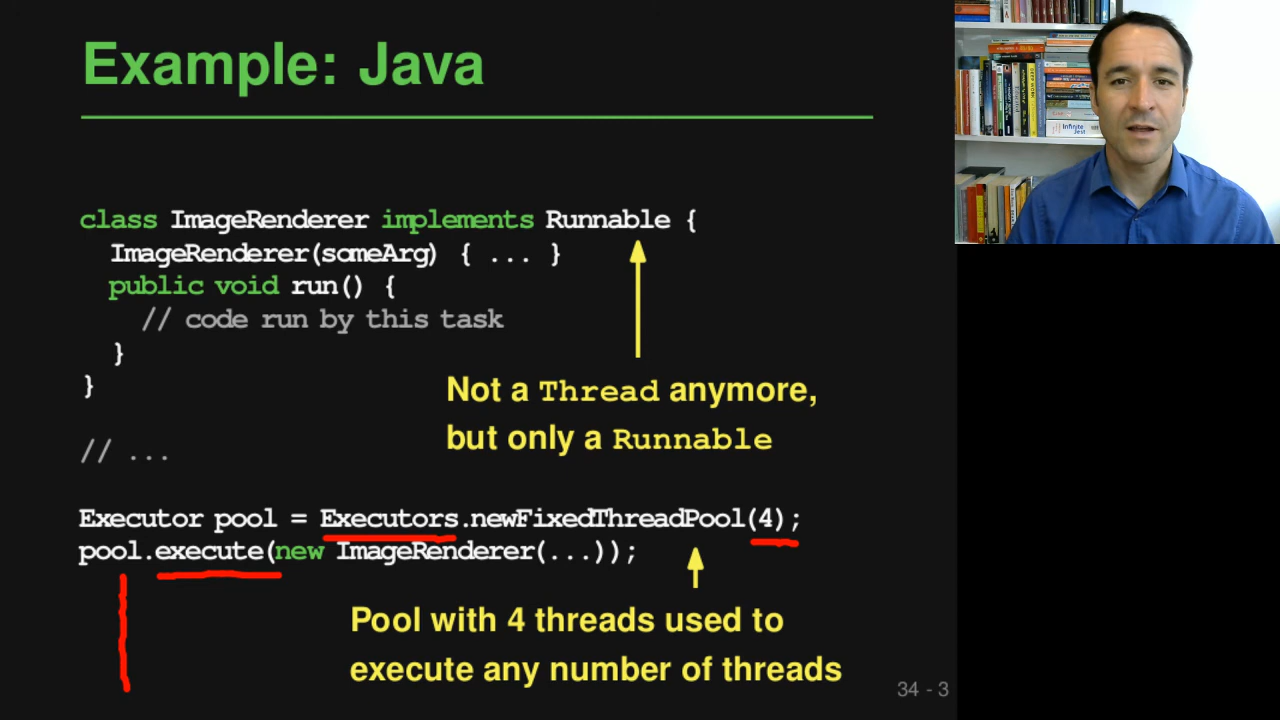 Example: Java
class ImageRenderer implements Runnable {
ImageRenderer(someArg) { ... }
public void run() {
// code run by this task
}
}
Not a Thread anymore,
but only a Runnable
// ...
Executor pool = Executors.newFixedThreadPool(4);
pool.execute(new ImageRenderer(...));
Pool with 4 threads used to
execute any number of threads
34 - 3
Infinite
Jest